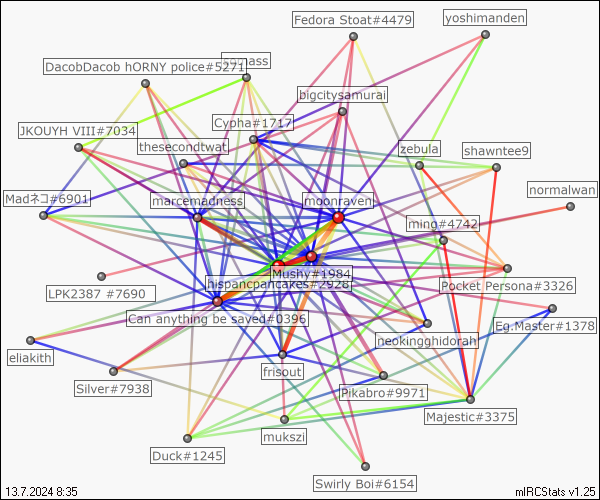 Fedora Stoat#4479
yoshimanden
DacobDacob hORNY police#5271
bigcitysamurai
Cypha#1717
JKOUYH VIII#7034
thesecondtwat
zebula
shawntee9
Madネコ#6901
marcemadness
moonraven
normalwan
ming#4742
Mushy#1984
hispancpancakes#2928
LPK2387 #7690
Pocket Persona#3326
Can anything be saved#0396
Eg.Master#1378
neokingghidorah
eliakith
frisout
Silver#7938
Pikabro#9971
Majestic#3375
mukszi
Duck#1245
Swirly Boi#6154
13.7.2024 8:35
mIRCStats v1.25